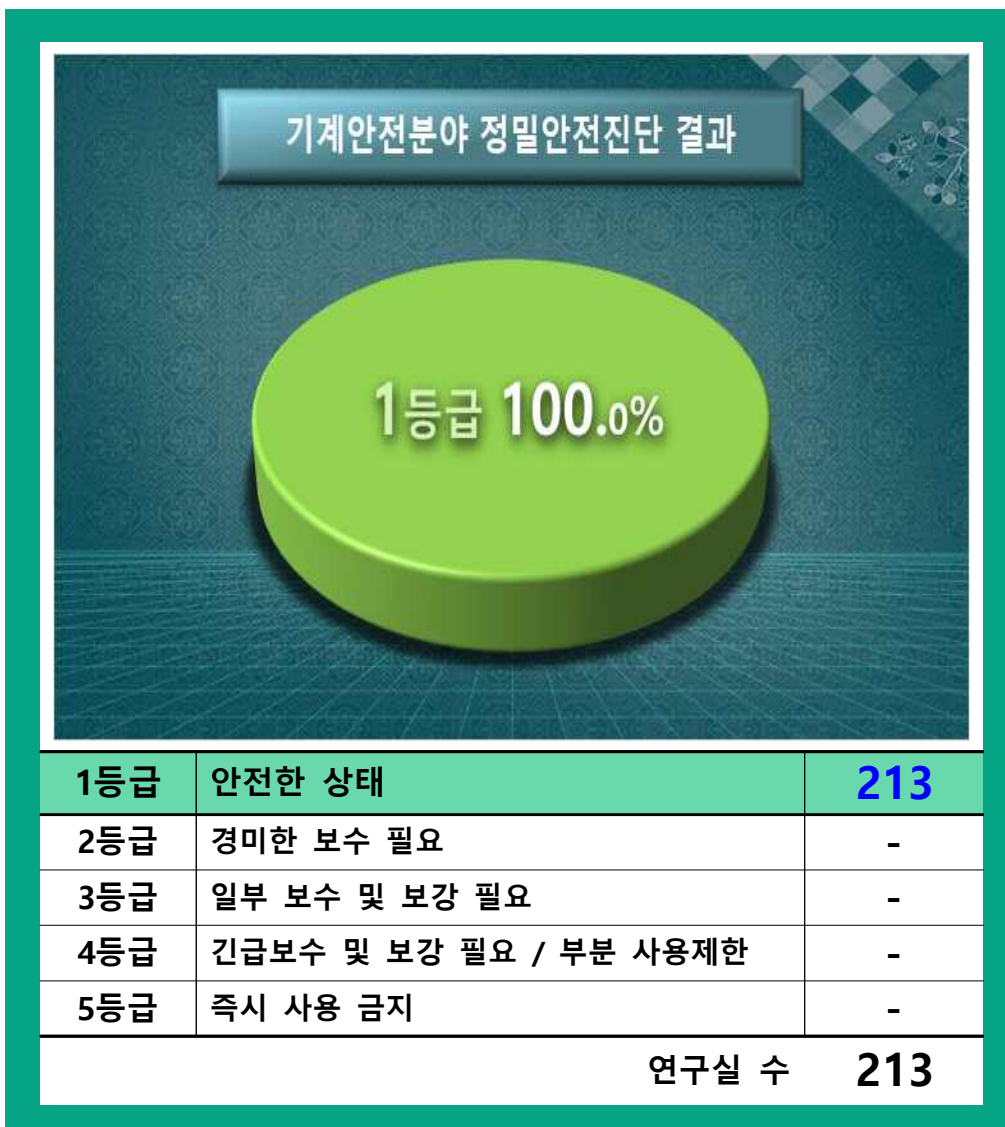 기계안전분야 정밀안전진단 결과
1등급 100.0%
1등급 안전한 상태 213
2등급 경미한 보수 필요 -
3등급 일부 보수 및 보강 필요 -
4등급 긴급보수 및 보강 필요 / 부분 사용제한 -
5등급 즉시 사용 금지 -
연구실 수 213